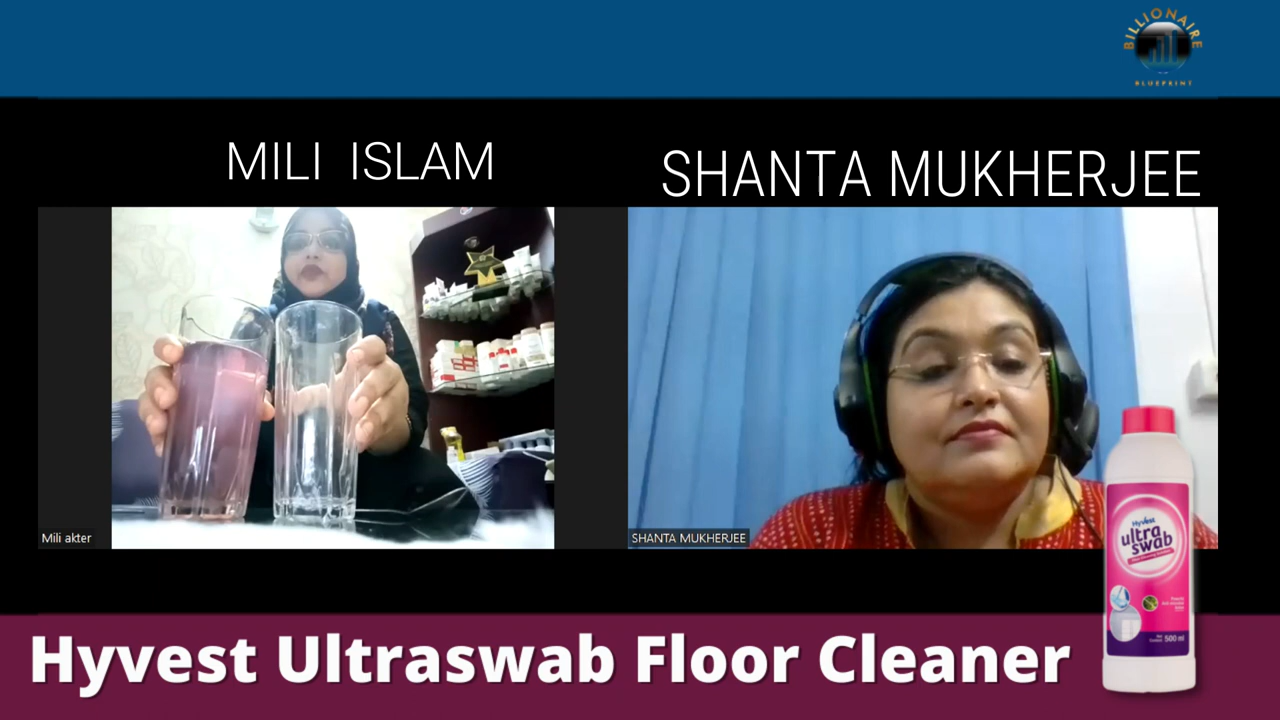 BILLIONAIRE
BLUEPRINT
MILI ISLAM
SHANTA MUKHERJEE
Mili akter
SHANTA MUKHERJEE
Hyvest
ultra
swab
500 ml
Hyvest Ultraswab Floor Cleaner